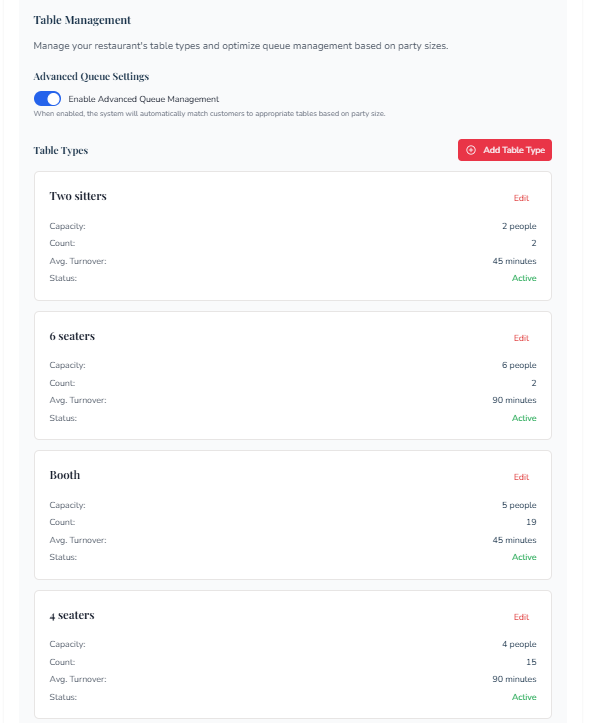 Table Management
Manage your restaurant's table types and optimize queue management based on party sizes.
Advanced Queue Settings
Enable Advanced Queue Management
When enabled, the system will automatically match customers to appropriate tables based on party size.
Table Types
Add Table Type
Two sitters
Edit
Capacity: 2 people
Count: 2
Avg. Turnover: 45 minutes
Status: Active
6 seaters
Edit
Capacity: 6 people
Count: 2
Avg. Turnover: 90 minutes
Status: Active
Booth
Edit
Capacity: 5 people
Count: 19
Avg. Turnover: 45 minutes
Status: Active
4 seaters
Edit
Capacity: 4 people
Count: 15
Avg. Turnover: 90 minutes
Status: Active